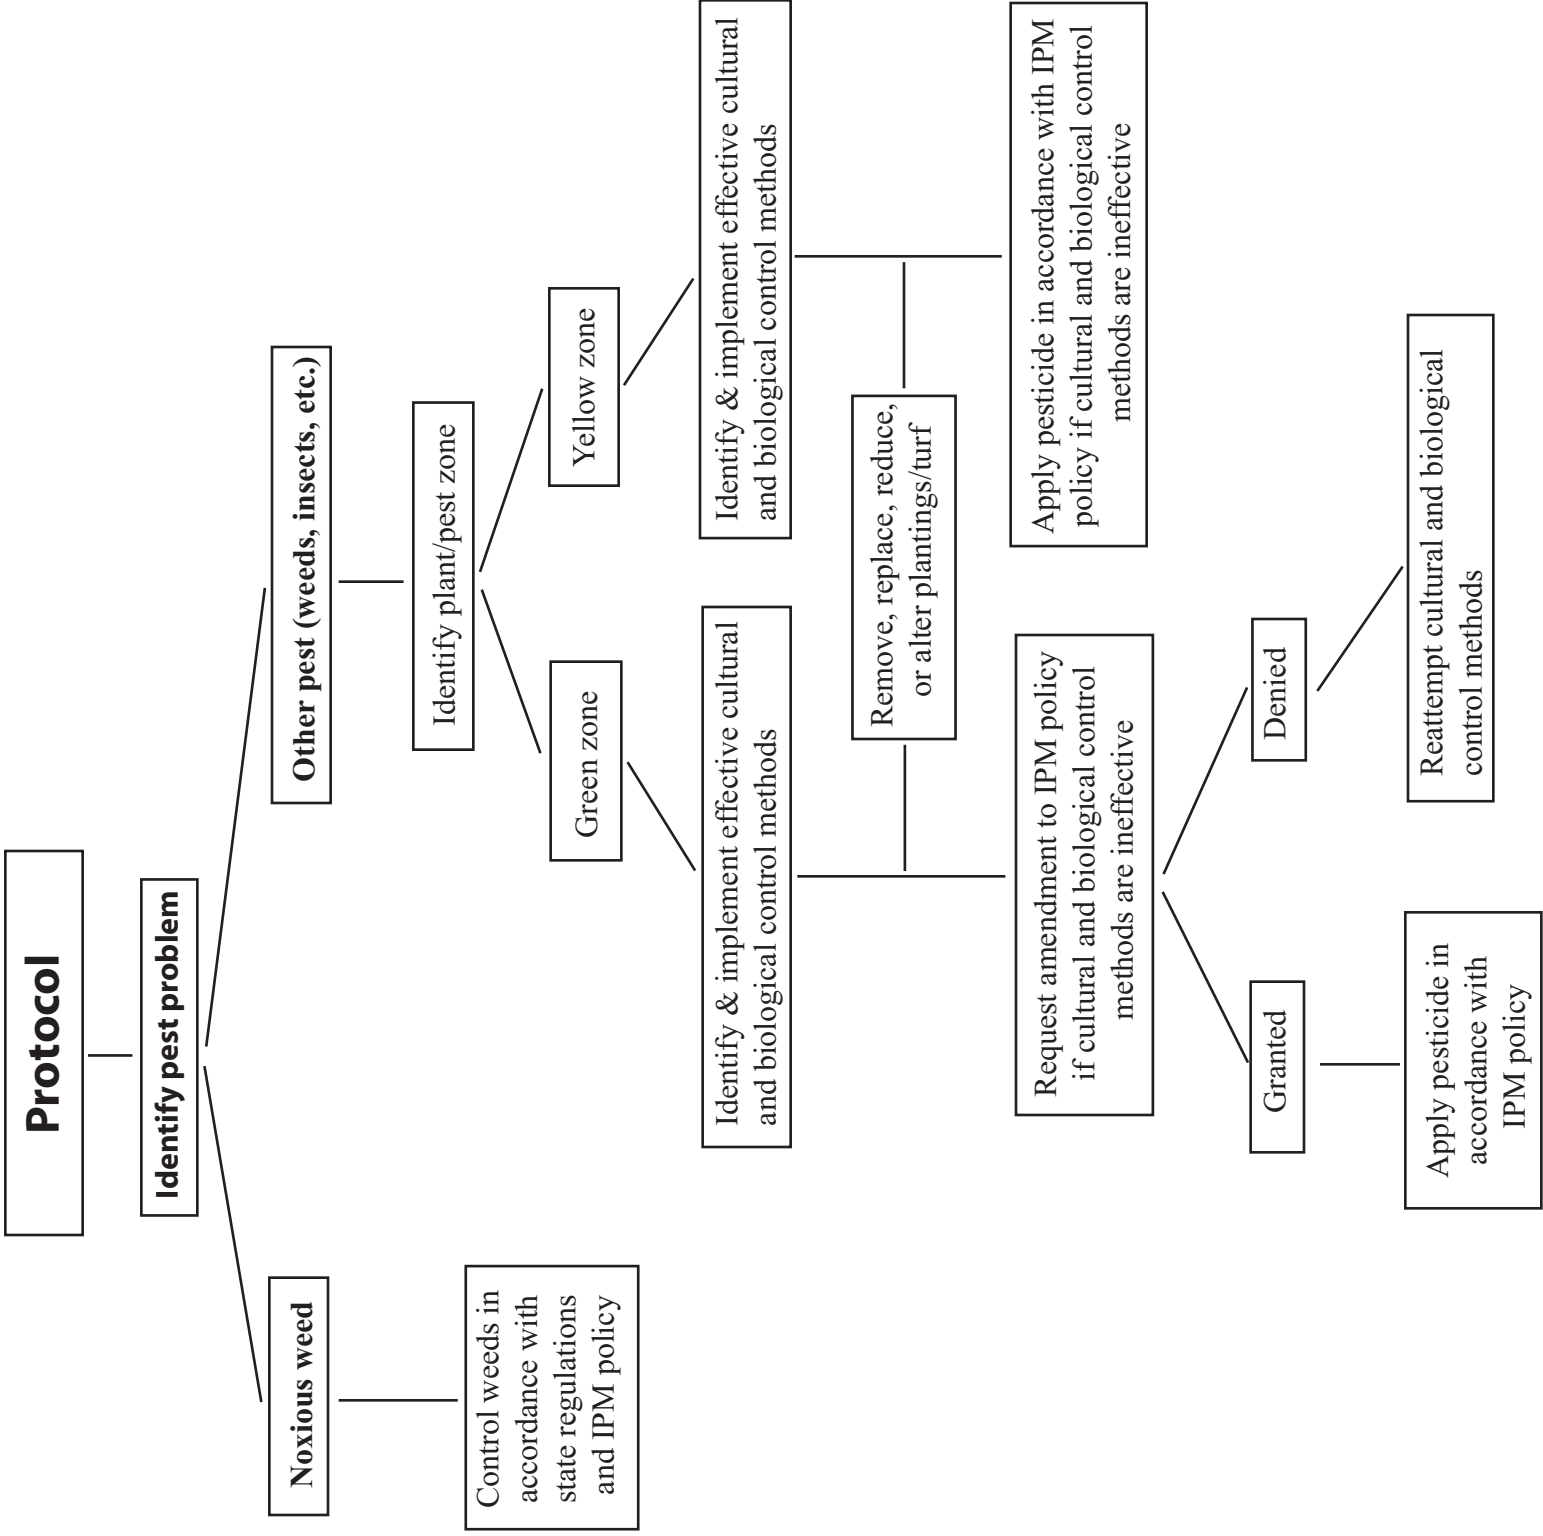 Protocol
Identify pest problem
Noxious weed
Control weeds in
accordance with
state regulations
and IPM policy
Other pest (weeds, insects, etc.)
Identify plant/pest zone
Green zone
Yellow zone
Identify & implement effective cultural
and biological control methods
Identify & implement effective cultural
and biological control methods
Remove, replace, reduce,
or alter plantings/turf
Request amendment to IPM policy
if cultural and biological control
methods are ineffective
Apply pesticide in accordance with IPM
policy if cultural and biological control
methods are ineffective
Granted
Denied
Apply pesticide in
accordance with
IPM policy
Reattempt cultural and biological
control methods